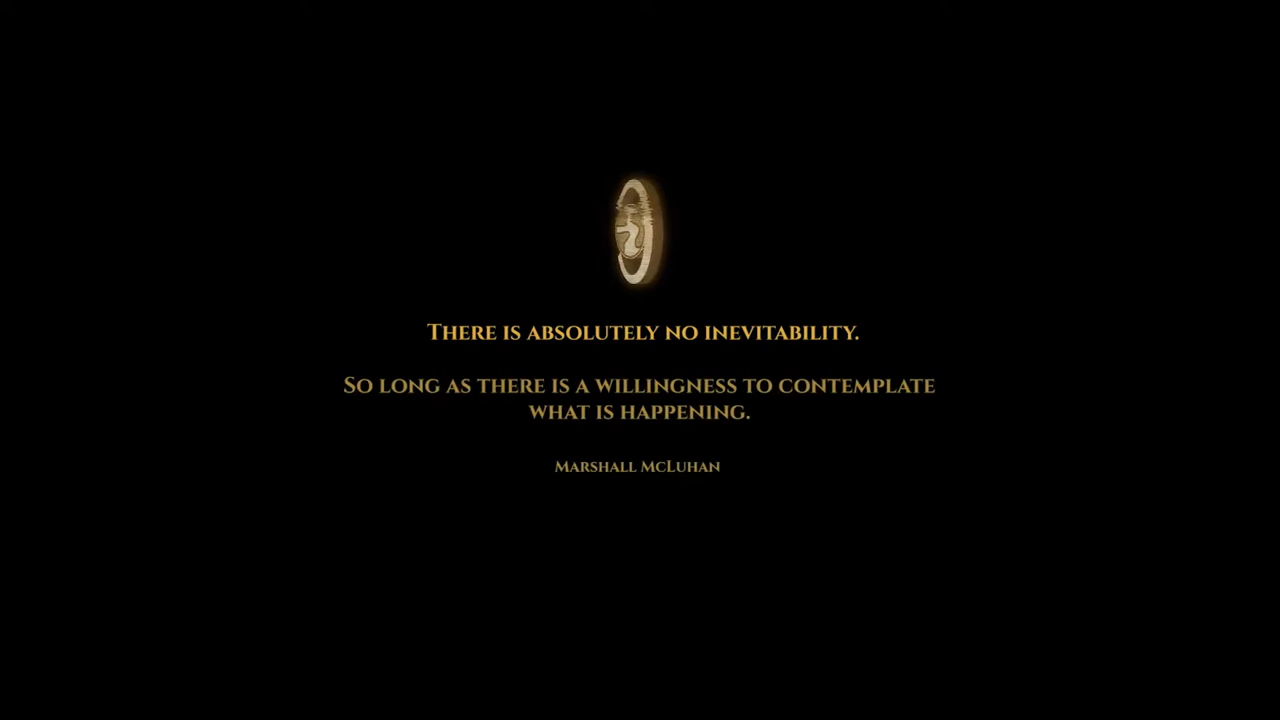 There is absolutely no inevitability.
So long as there is a willingness to contemplate
what is happening.
Marshall McLuhan